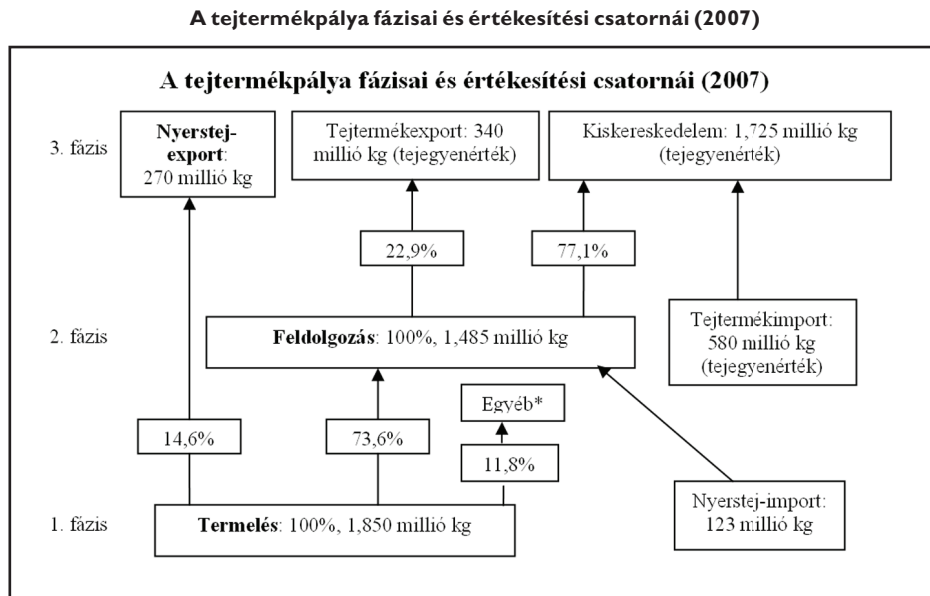 A tejtermékpálya fázisai és értékesítési csatornái (2007)
A tejtermékpálya fázisai és értékesítési csatornái (2007)
3. fázis
Nyerstej-
export:
270 millió kg
Tejtermékexport: 340
millió kg (tejegyenérték)
Kiskereskedelem: 1,725 millió kg
(tejegyenérték)
22,9%
77,1%
2. fázis
Feldolgozás: 100%, 1,485 millió kg
Tejtermékimport:
580 millió kg
(tejegyenérték)
Egyéb*
14,6%
73,6%
11,8%
1. fázis
Termelés: 100%, 1,850 millió kg
Nyerstej-import:
123 millió kg